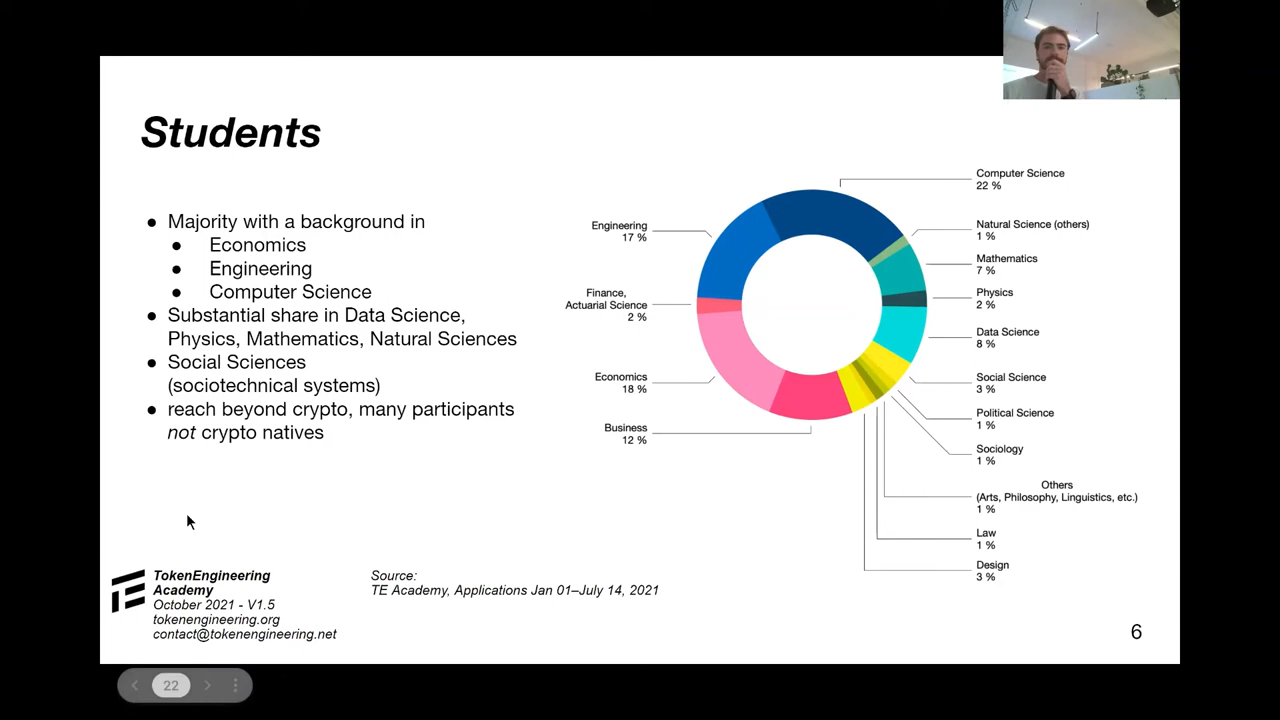 Students
● Majority with a background in
● Economics
● Engineering
● Computer Science
● Substantial share in Data Science,
Physics, Mathematics, Natural Sciences
● Social Sciences
(sociotechnical systems)
● reach beyond crypto, many participants
not crypto natives
Computer Science
22 %
Natural Science (others)
1 %
Mathematics
7 %
Physics
2 %
Data Science
8 %
Social Science
3 %
Political Science
1 %
Sociology
1 %
Others
(Arts, Philosophy, Linguistics, etc.)
1 %
Law
1 %
Design
3 %
Engineering
17 %
Finance,
Actuarial Science
2 %
Economics
18 %
Business
12 %
TE
TokenEngineering
Academy
October 2021 - V1.5
tokenengineering.org
contact@tokenengineering.net
Source:
TE Academy, Applications Jan 01–July 14, 2021
6
22